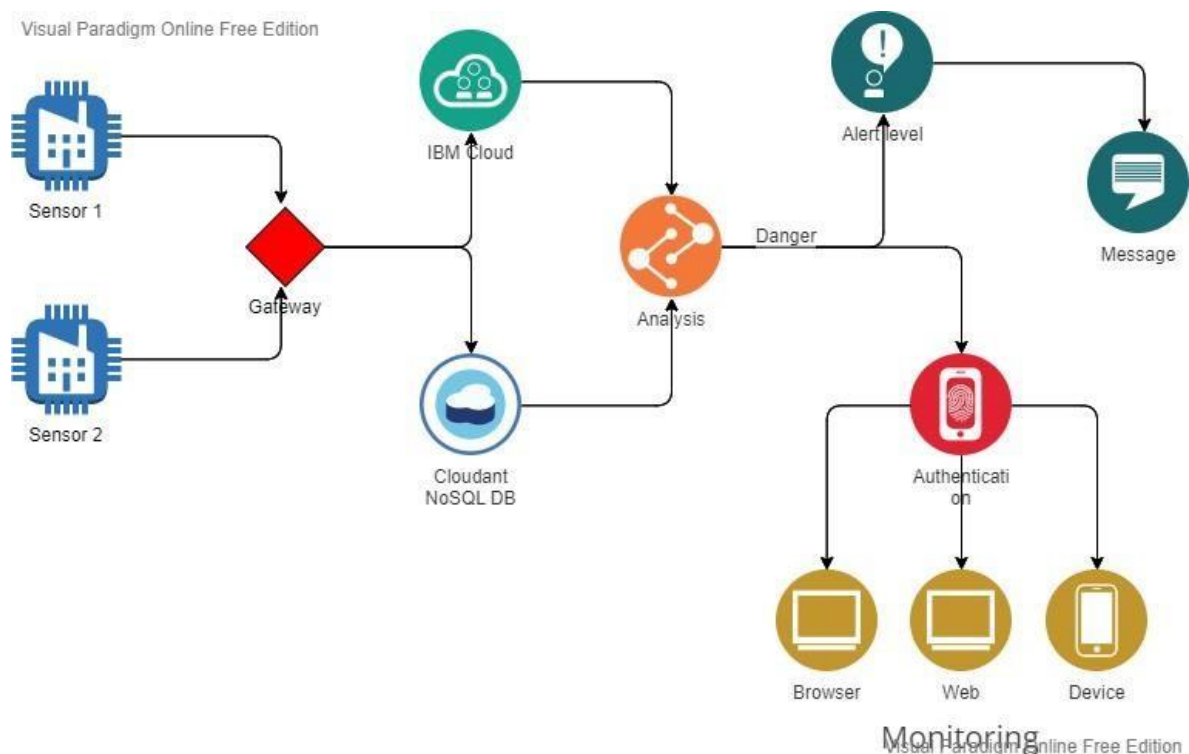 Visual Paradigm Online Free Edition
Sensor 1
Sensor 2
Gateway
IBM Cloud
Cloudant
NoSQL DB
Analysis
Danger
Alert level
Message
Authenticati
on
Browser
Web
Device
Monitoring
Visual Paradigm Online Free Edition